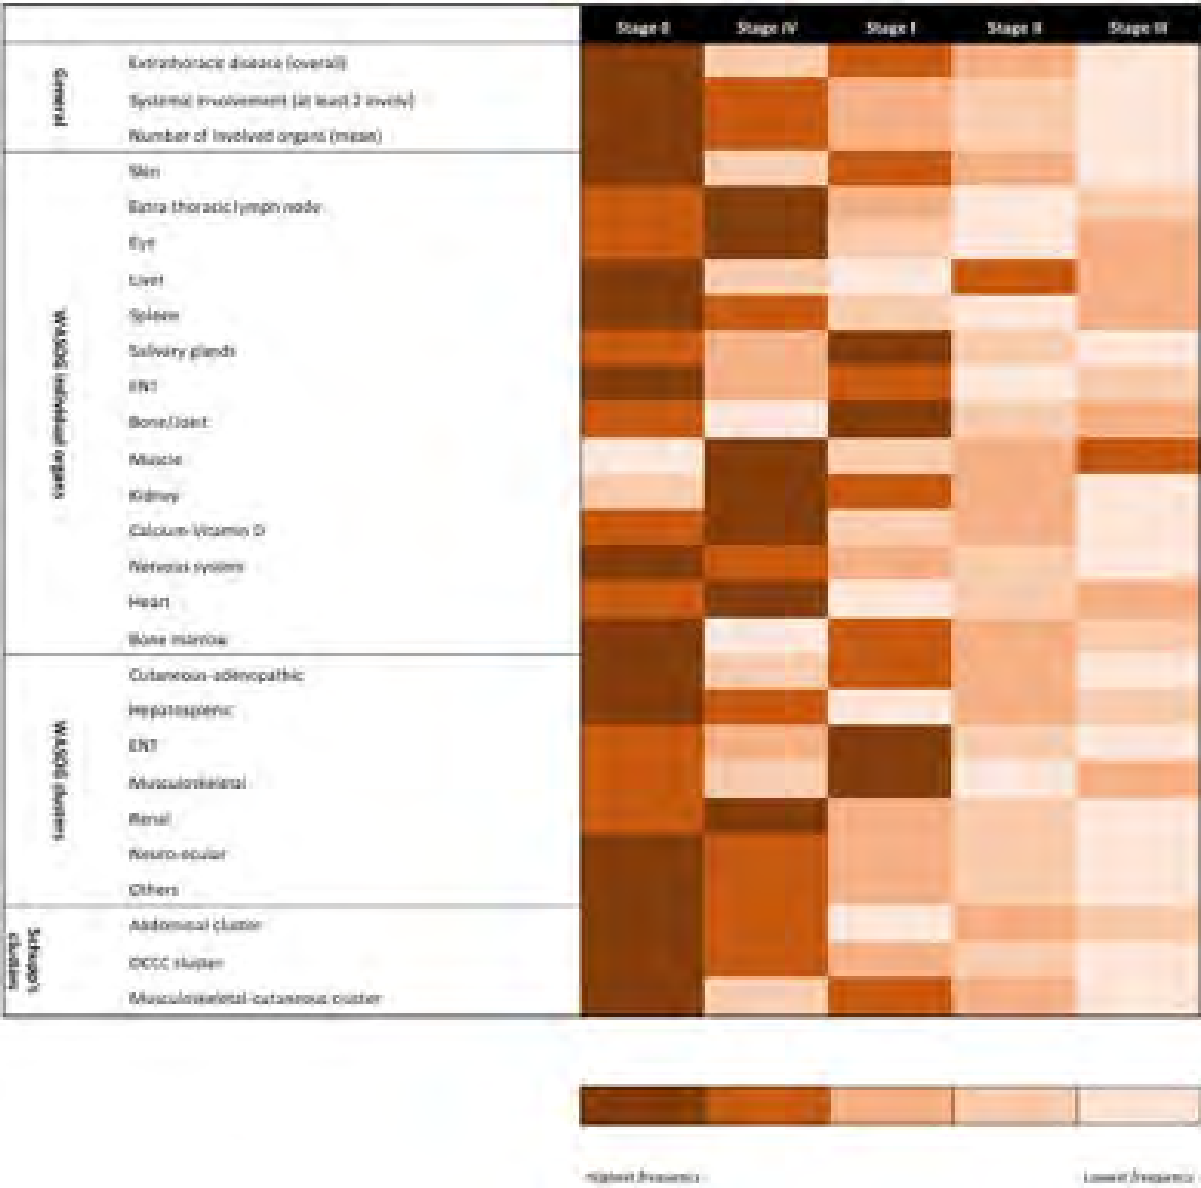 Stage 0 Stage IV Stage I Stage II Stage III
General
Extrathoracic disease (overall)
Systemic involvement (at least 2 involv)
Number of involved organs (mean)
WASOG individual organs
Skin
Extra thoracic lymph node
Eye
Liver
Spleen
Salivary glands
ENT
Bone/Joint
Muscle
Kidney
Calcium-Vitamin D
Nervous system
Heart
Bone marrow
WASOG clusters
Cutaneous-adenopathic
Hepatosplenic
ENT
Musculoskeletal
Renal
Neuro-ocular
Others
Schupp's
clusters
Abdominal cluster
OCCC cluster
Musculoskeletal-cutaneous cluster
Highest frequency Lowest frequency